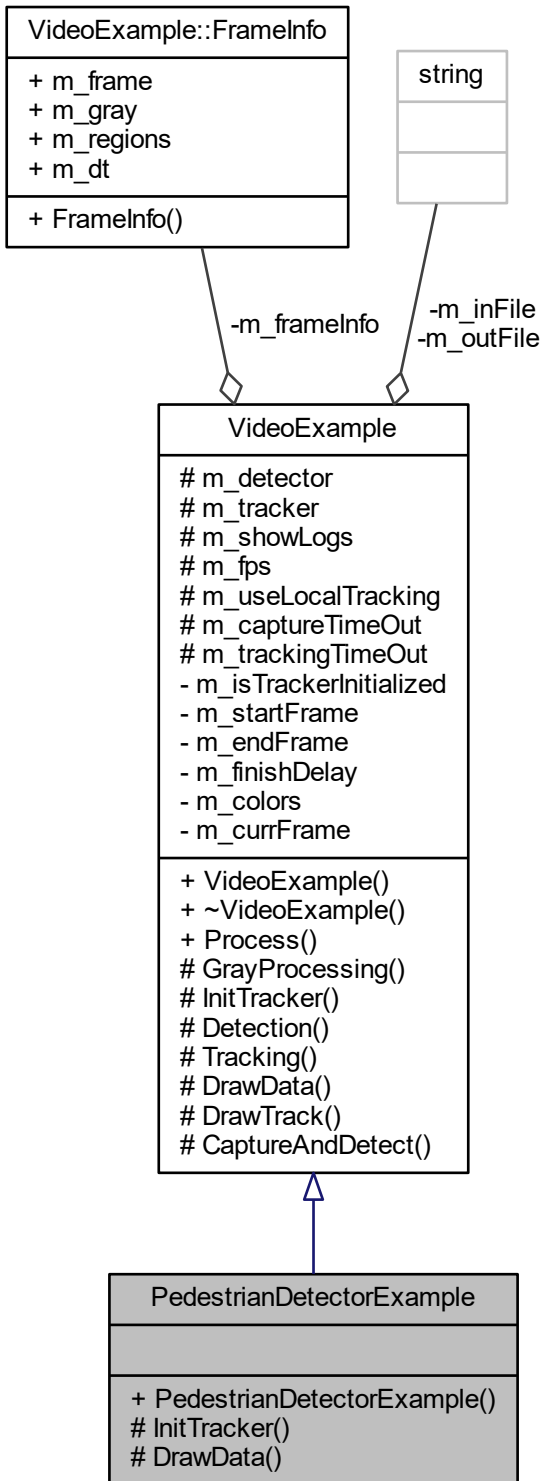 VideoExample::FrameInfo
+ m_frame
+ m_gray
+ m_regions
+ m_dt
+ FrameInfo()
string
-m_frameInfo
-m_inFile
-m_outFile
VideoExample
# m_detector
# m_tracker
# m_showLogs
# m_fps
# m_useLocalTracking
# m_captureTimeOut
# m_trackingTimeOut
- m_isTrackerInitialized
- m_startFrame
- m_endFrame
- m_finishDelay
- m_colors
- m_currFrame
+ VideoExample()
+ ~VideoExample()
+ Process()
# GrayProcessing()
# InitTracker()
# Detection()
# Tracking()
# DrawData()
# DrawTrack()
# CaptureAndDetect()
PedestrianDetectorExample
+ PedestrianDetectorExample()
# InitTracker()
# DrawData()